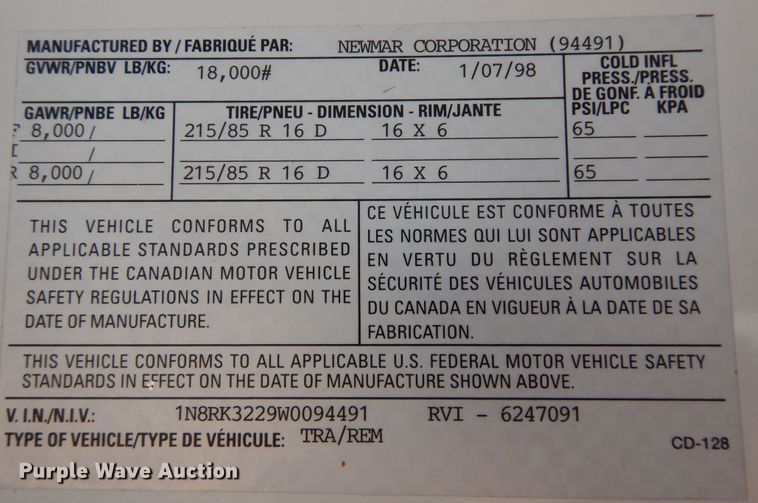 MANUFACTURED BY / FABRIQUÉ PAR: NEWMAR CORPORATION (94491)
GVWR/PNBV LB/KG: 18,000# DATE: 1/07/98
COLD INFL
PRESS./PRESS.
DE GONF. À FROID
PSI/LPC KPA
GAWR/PNBE LB/KG TIRE/PNEU - DIMENSION - RIM/JANTE
F 8,000 / 215/85 R 16 D 16 X 6 65
I /
R 8,000 / 215/85 R 16 D 16 X 6 65
THIS VEHICLE CONFORMS TO ALL
APPLICABLE STANDARDS PRESCRIBED
UNDER THE CANADIAN MOTOR VEHICLE
SAFETY REGULATIONS IN EFFECT ON THE
DATE OF MANUFACTURE.
CE VÉHICULE EST CONFORME À TOUTES
LES NORMES QUI LUI SONT APPLICABLES
EN VERTU DU RÈGLEMENT SUR LA
SÉCURITÉ DES VÉHICULES AUTOMOBILES
DU CANADA EN VIGUEUR À LA DATE DE SA
FABRICATION.
THIS VEHICLE CONFORMS TO ALL APPLICABLE U.S. FEDERAL MOTOR VEHICLE SAFETY
STANDARDS IN EFFECT ON THE DATE OF MANUFACTURE SHOWN ABOVE.
V. I.N./N.I.V.: 1N8RK3229W0094491 RVI - 6247091
TYPE OF VEHICLE/TYPE DE VÉHICULE: TRA/REM
CD-128
Purple Wave Auction